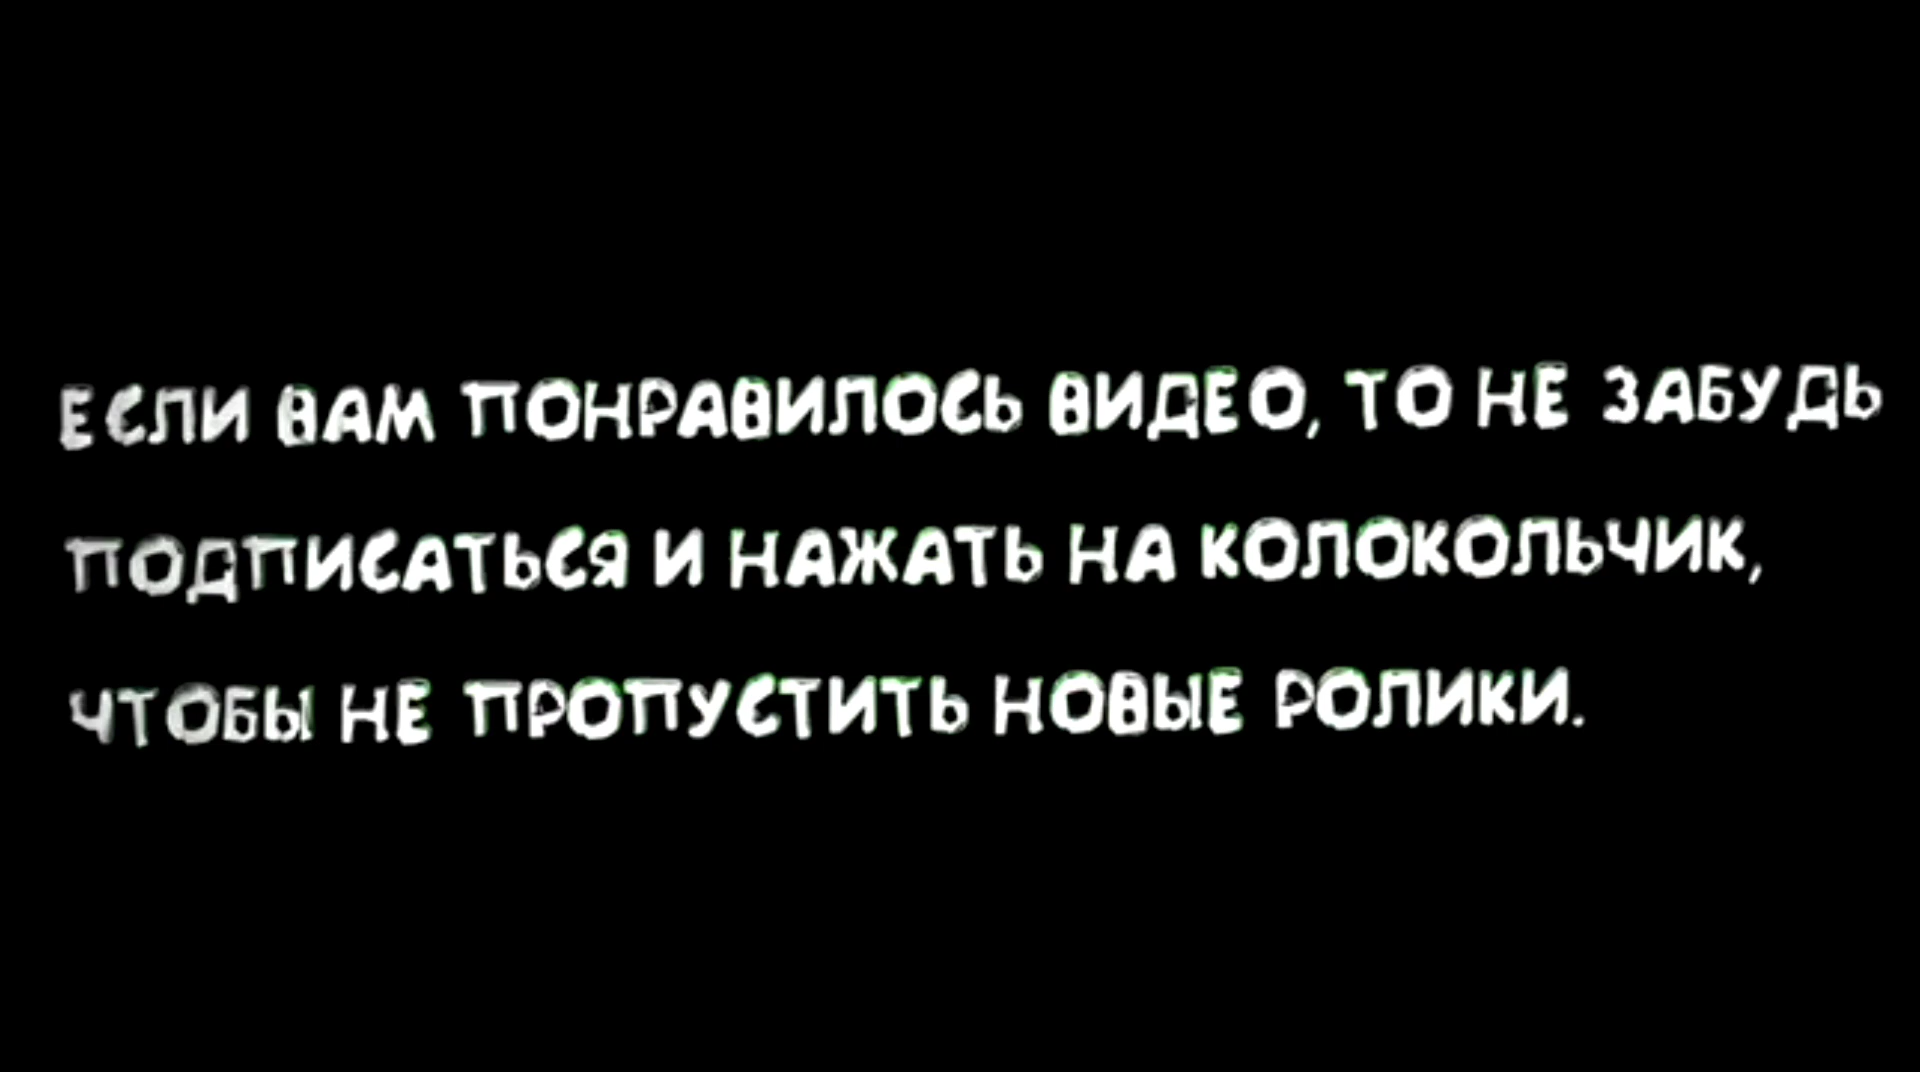 ЕСЛИ ВАМ ПОНРАВИЛОСЬ ВИДЕО, ТО НЕ ЗАБУДЬ
ПОДПИСАТЬСЯ И НАЖАТЬ НА КОЛОКОЛЬЧИК,
ЧТОБЫ НЕ ПРОПУСТИТЬ НОВЫЕ РОЛИКИ.